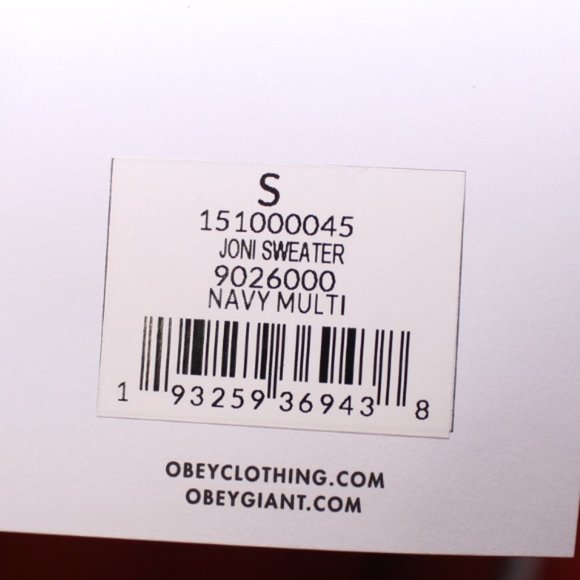 S
151000045
JONI SWEATER
9026000
NAVY MULTI
1 93259 36943 8
OBEYCLOTHING.COM
OBEYGIANT.COM